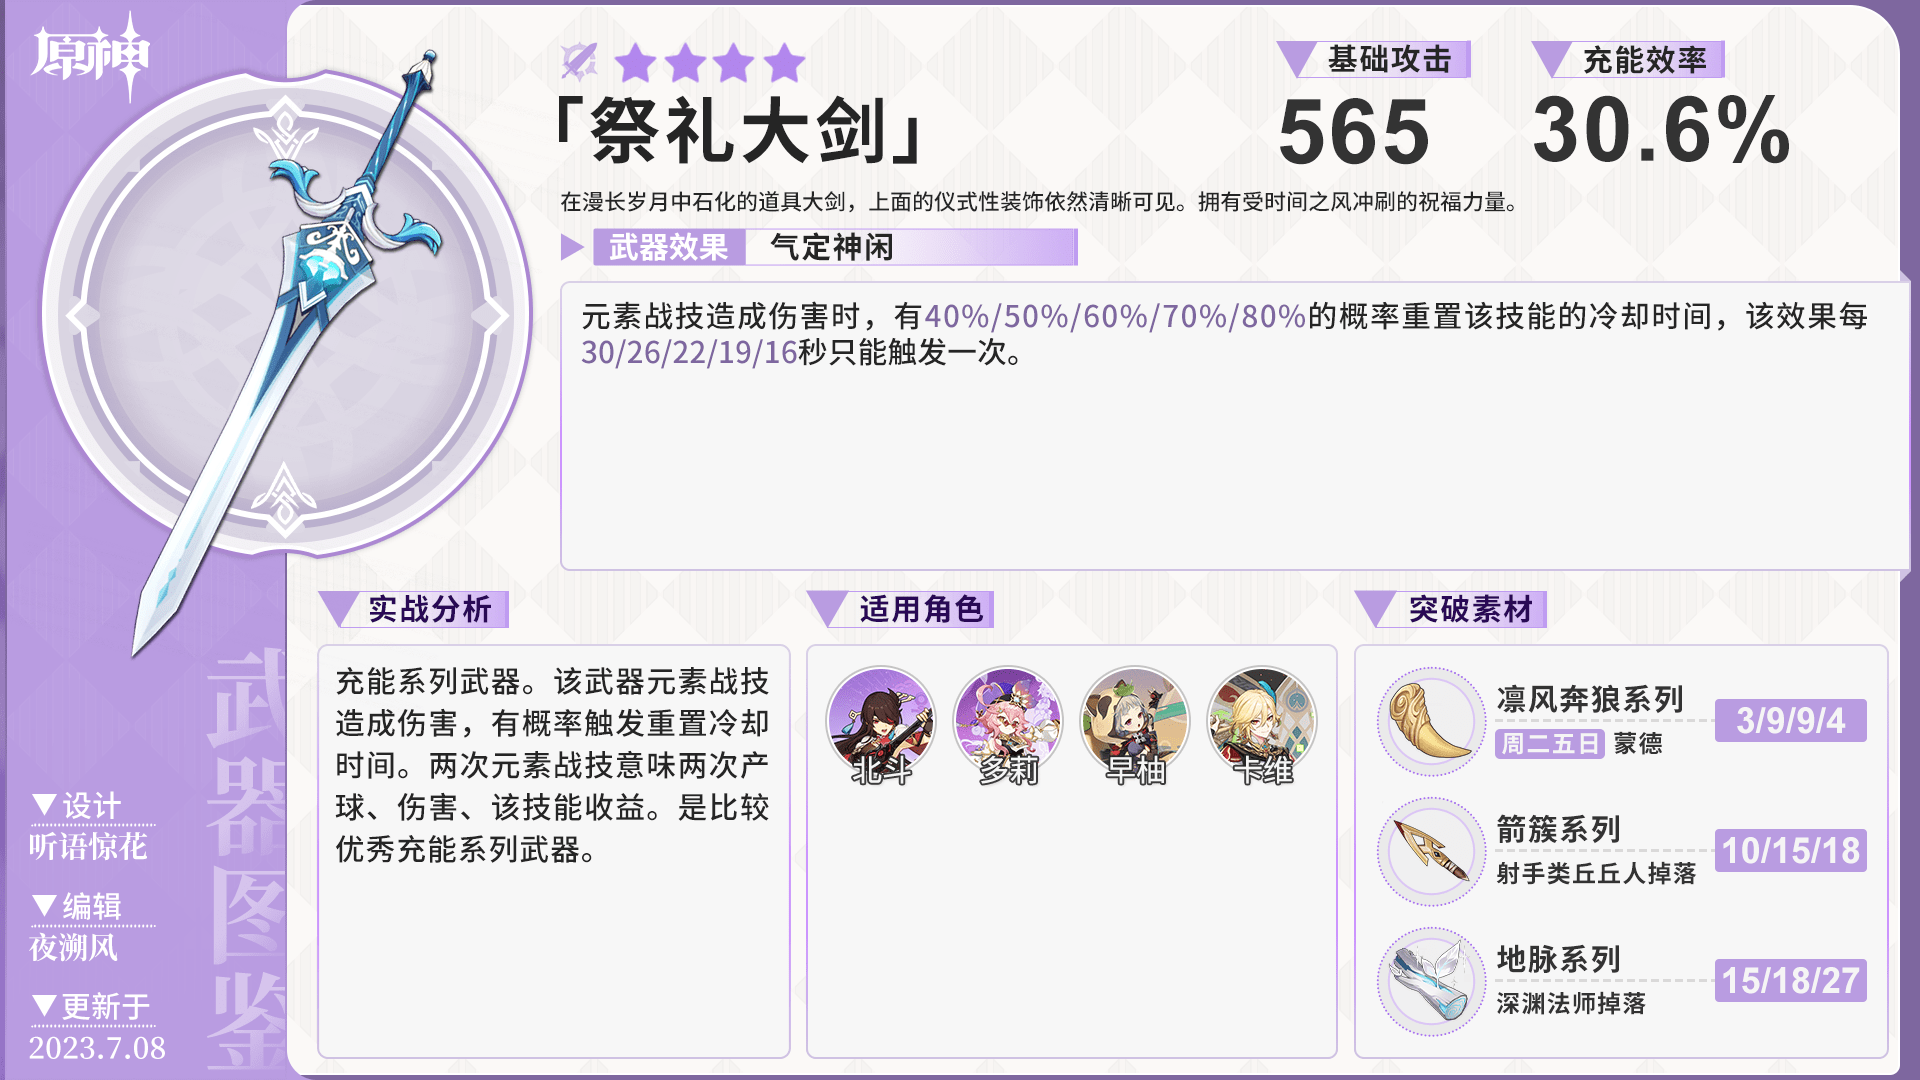 原神
「祭礼大剑」
基础攻击
565
充能效率
30.6%
在漫长岁月中石化的道具大剑，上面的仪式性装饰依然清晰可见。拥有受时间之风冲刷的祝福力量。
武器效果 气定神闲
元素战技造成伤害时，有40%/50%/60%/70%/80%的概率重置该技能的冷却时间，该效果每
30/26/22/19/16秒只能触发一次。
实战分析
充能系列武器。该武器元素战技
造成伤害，有概率触发重置冷却
时间。两次元素战技意味两次产
球、伤害、该技能收益。是比较
优秀充能系列武器。
适用角色
北斗 多莉 早柚 卡维
突破素材
凛风奔狼系列
周二五日 蒙德
3/9/9/4
箭簇系列
射手类丘丘人掉落
10/15/18
地脉系列
深渊法师掉落
15/18/27
武器图鉴
▼设计
听语惊花
▼编辑
夜溯风
▼更新于
2023.7.08